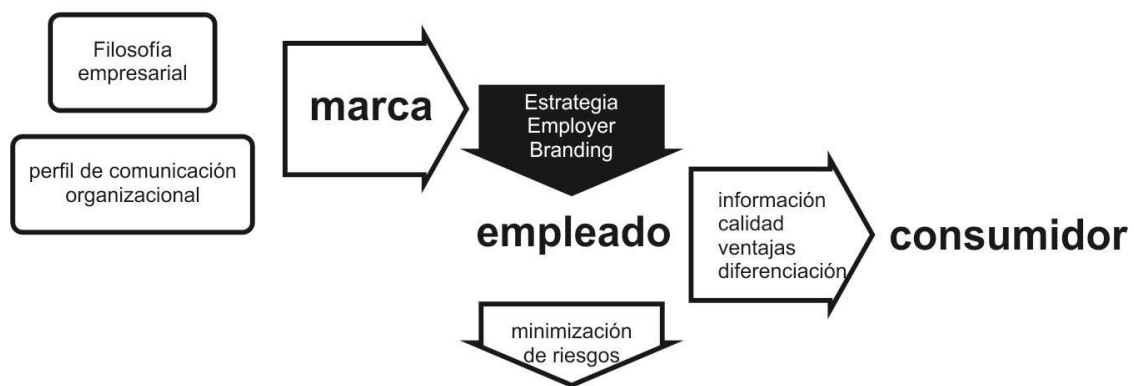 Filosofía
empresarial
perfil de comunicación
organizacional
marca
Estrategia
Employer
Branding
empleado
información
calidad
ventajas
diferenciación
consumidor
minimización
de riesgos